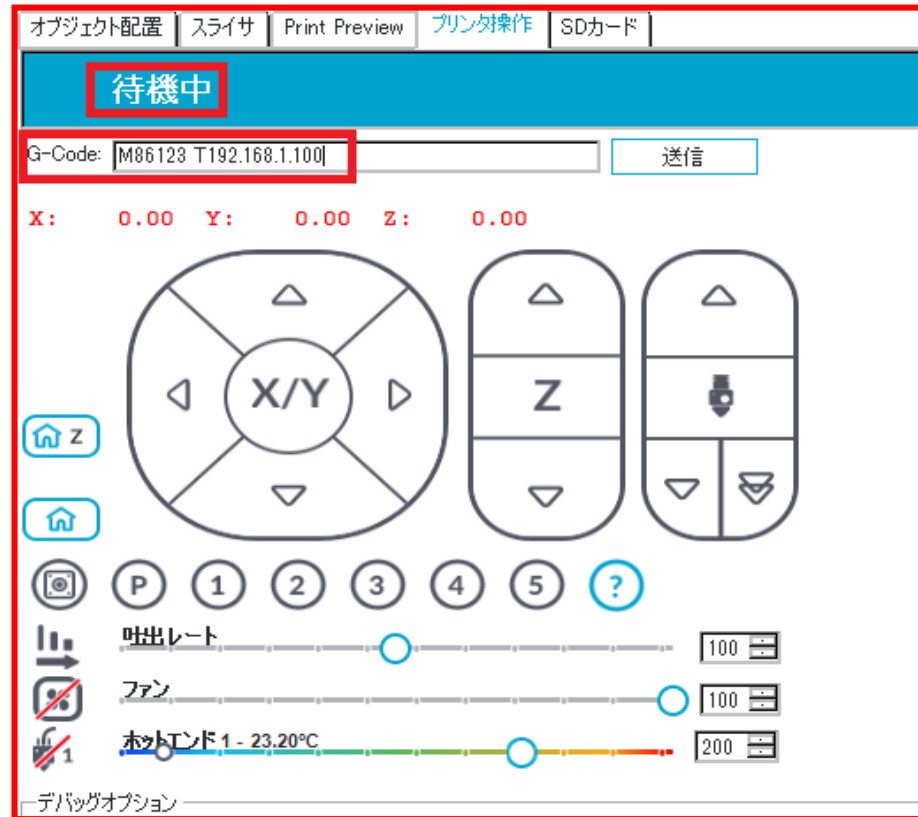 オブジェクト配置 スライサ Print Preview プリンタ操作 SDカード
待機中
G-Code: M86123 T192.168.1.100 送信
X: 0.00 Y: 0.00 Z: 0.00
X/Y Z
Z
P 1 2 3 4 5 ?
吐出レート 100
ファン 100
1 ホットエンド 1 - 23.20°C 200
デバッグオプション